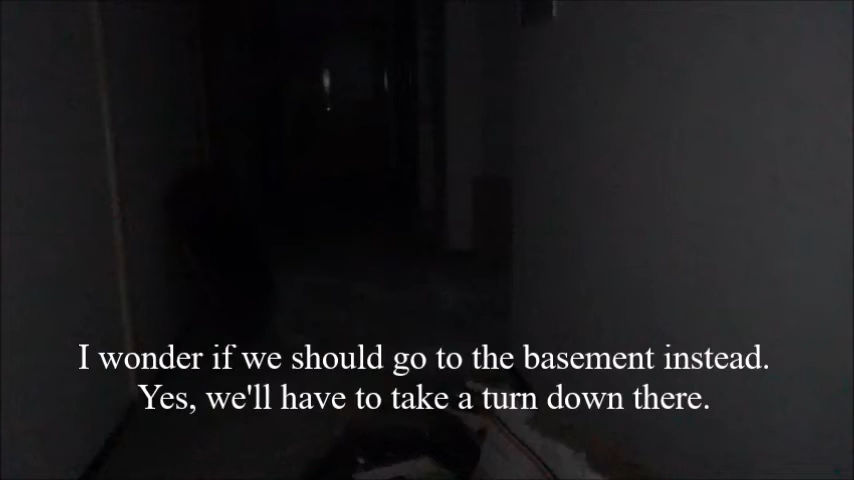 I wonder if we should go to the basement instead.
Yes, we'll have to take a turn down there.